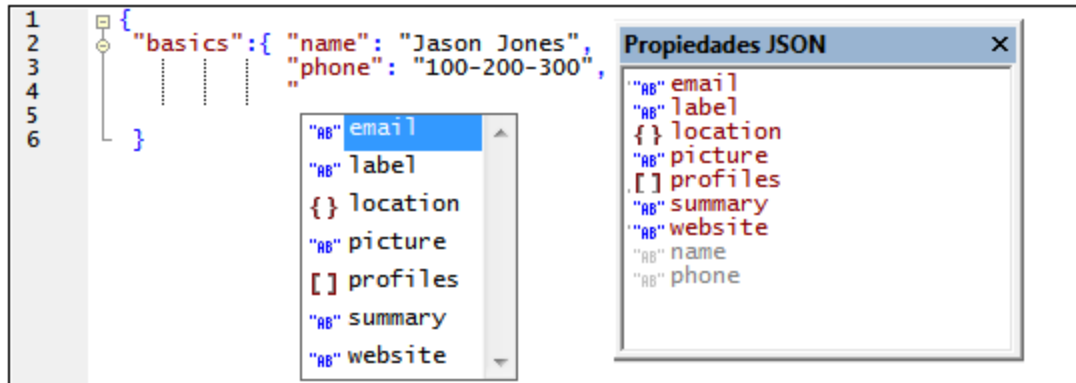 1 {
2 "basics":{ "name": "Jason Jones",
3 "phone": "100-200-300",
4 "
5
6 }
"AB" email
"AB" label
{} location
"AB" picture
[] profiles
"AB" summary
"AB" website
Propiedades JSON ×
"AB" email
"AB" label
{} location
"AB" picture
[] profiles
"AB" summary
"AB" website
"AB" name
"AB" phone